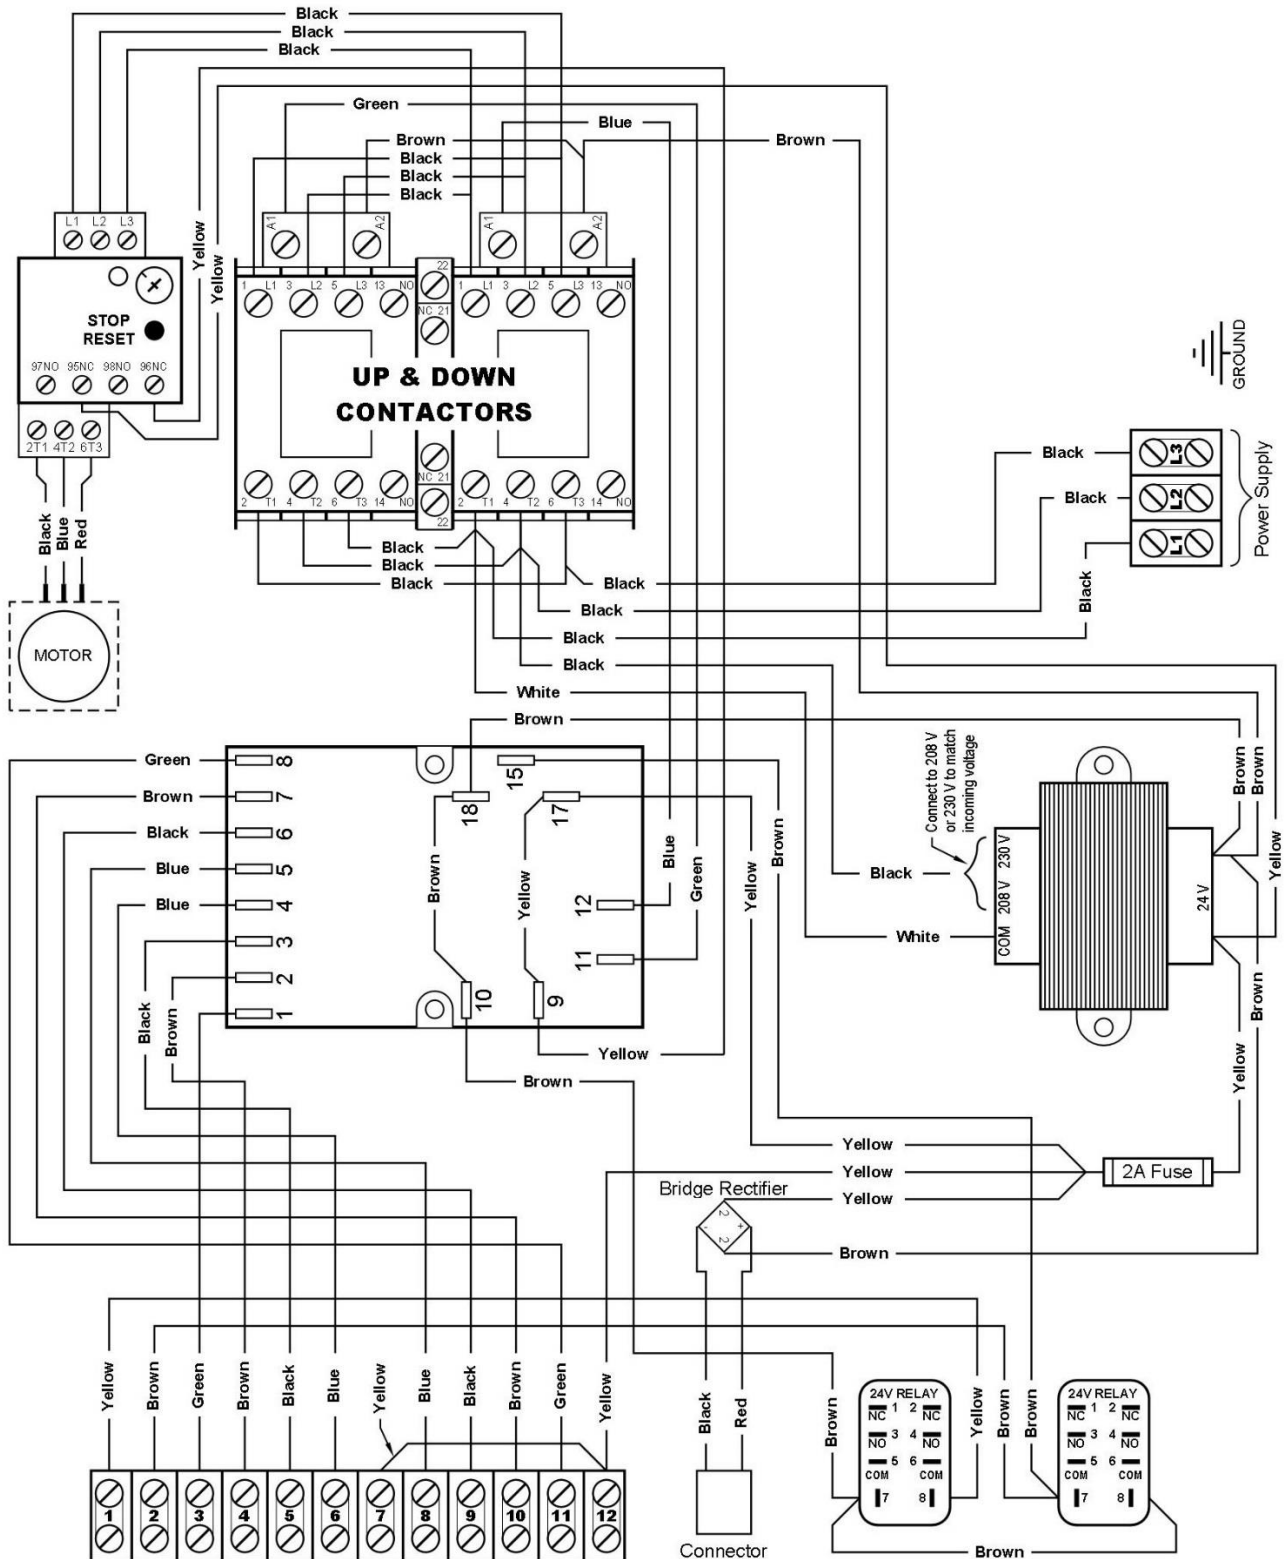 Black
Black
Black
Green
Blue
Brown
Brown
Black
Black
Black
Yellow
Yellow
L1 L2 L3
A1 A2 A1 A2
STOP
RESET
97NO 95NC 98NO 96NC
2T1 4T2 6T3
1 L1 3 L2 5 L3 13 NO
22
NC 21
1 L1 3 L2 5 L3 13 NO
UP & DOWN
CONTACTORS
2 T1 4 T2 6 T3 14 NO
NC 21
22
2 T1 4 T2 6 T3 14 NO
GROUND
L3
L2
L1
Power Supply
Black
Black
Black
Black
Blue
Red
MOTOR
Black
Black
Black
Black
Black
Black
Black
White
Brown
Green
Brown
Black
Blue
Blue
8
7
6
5
4
3
2
1
18
15
17
12
11
10
9
Brown
Yellow
Blue
Green
Yellow
Brown
Connect to 208 V
or 230 V to match
incoming voltage
Black
White
COM 208 V 230 V
24 V
Brown
Brown
Yellow
Brown
Yellow
Black
Brown
Yellow
Brown
Yellow
Yellow
Yellow
2A Fuse
Bridge Rectifier
2
- +
2
Brown
Yellow
Brown
Green
Brown
Black
Blue
Yellow
Blue
Black
Brown
Green
Yellow
Black
Red
Brown
Yellow
Brown
Brown
24V RELAY
1 2
NC NC
3 4
NO NO
5 6
COM COM
7 8
24V RELAY
1 2
NC NC
3 4
NO NO
5 6
COM COM
7 8
1 2 3 4 5 6 7 8 9 10 11 12
Connector
Brown